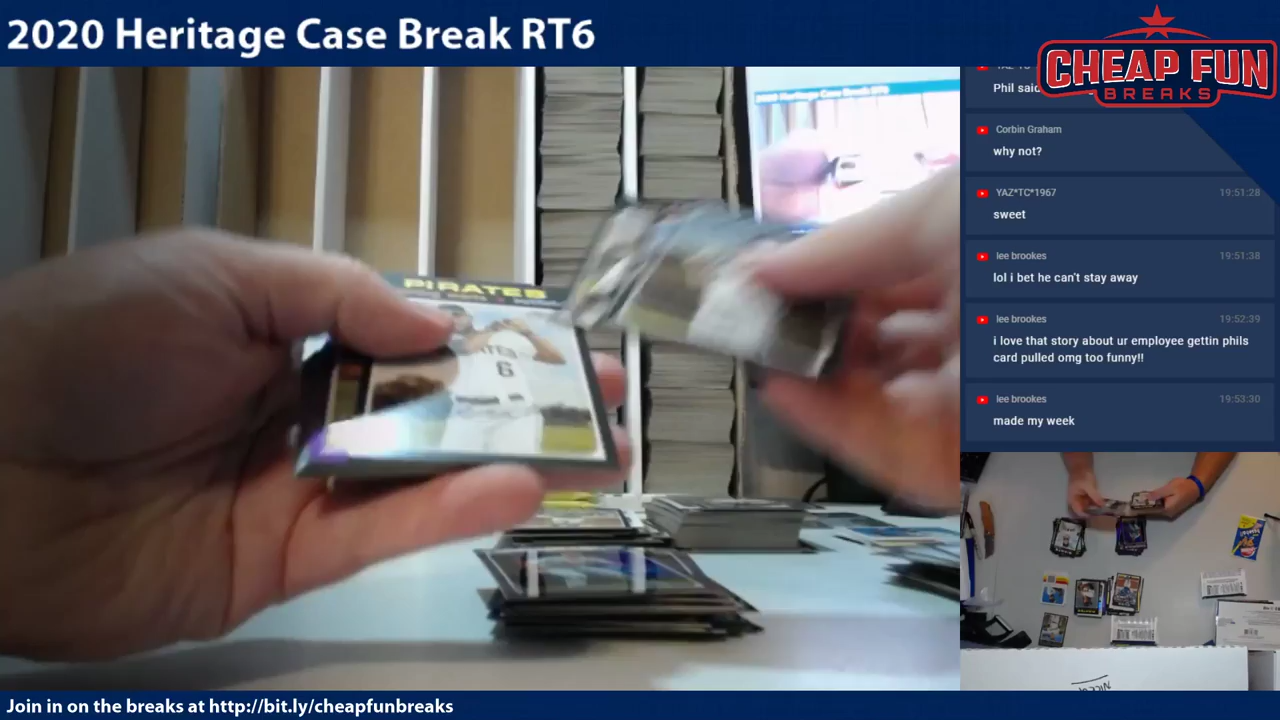 2020 Heritage Case Break RT6
CHEAP FUN
BREAKS
Phil said
Corbin Graham
why not?
YAZ*TC*1967 19:51:28
sweet
lee brookes 19:51:38
lol i bet he can't stay away
lee brookes 19:52:39
i love that story about ur employee gettin phils
card pulled omg too funny!!
lee brookes 19:53:30
made my week
PIRATES
6
Join in on the breaks at http://bit.ly/cheapfunbreaks